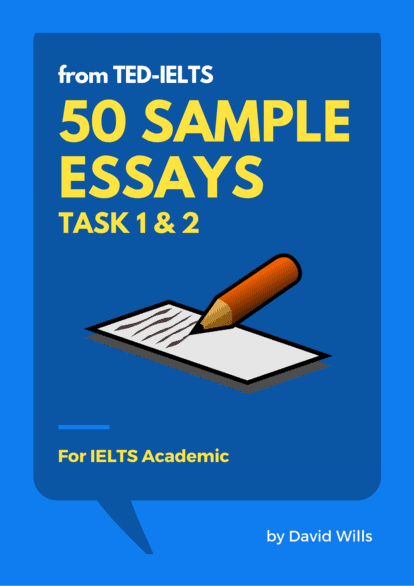 from TED-IELTS
50 SAMPLE
ESSAYS
TASK 1 & 2
For IELTS Academic
by David Wills